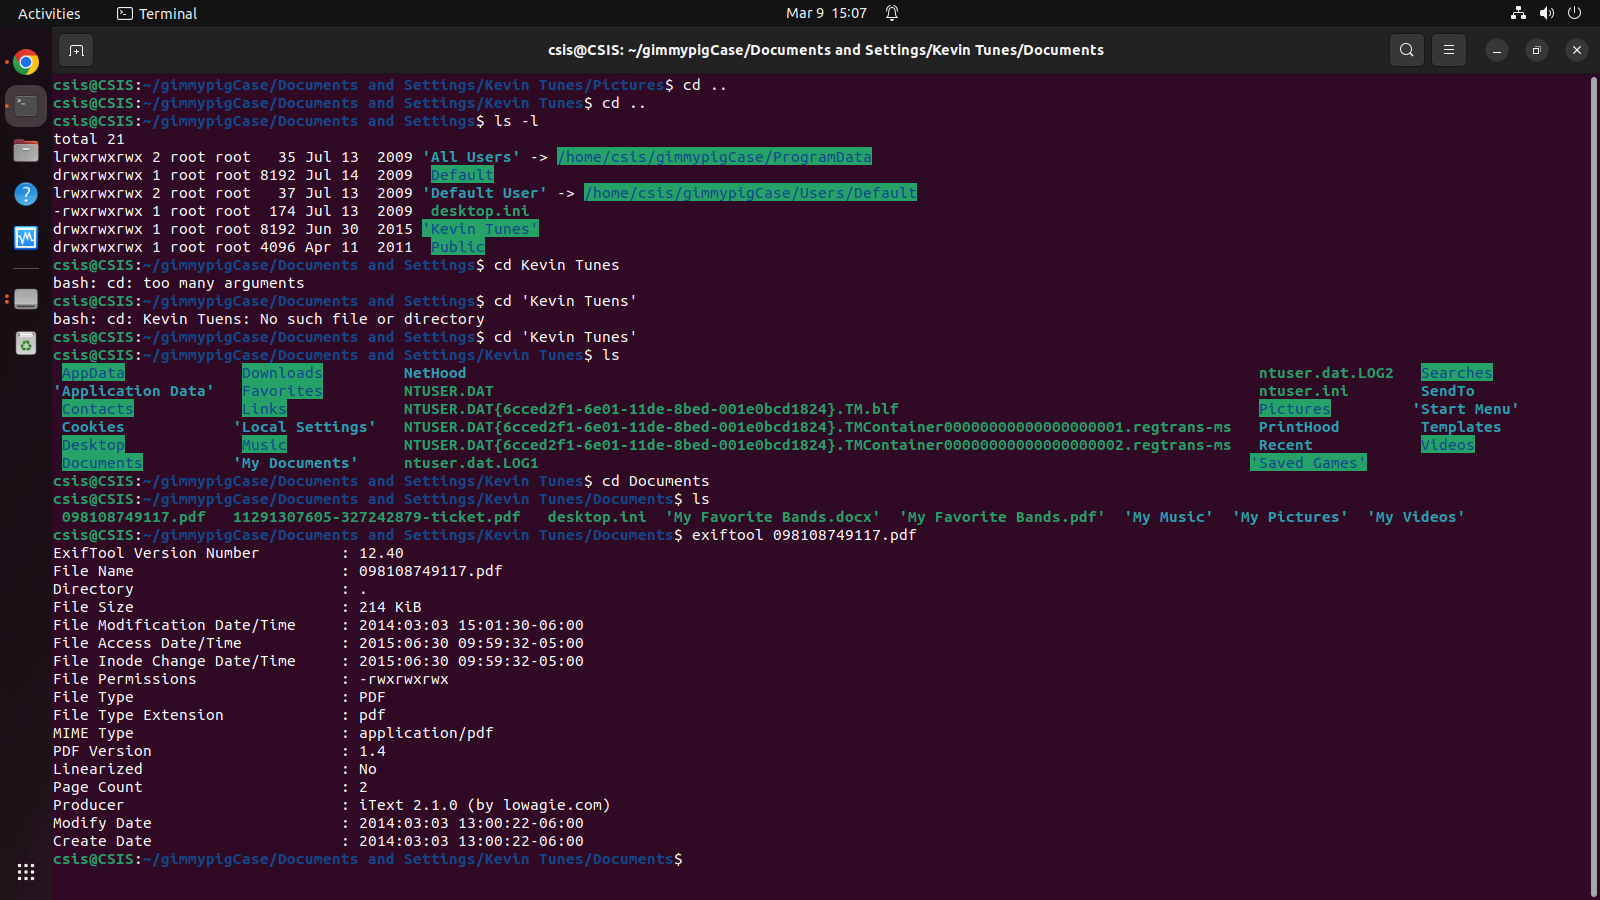 Activities Terminal Mar 9 15:07
csis@CSIS: ~/gimmypigCase/Documents and Settings/Kevin Tunes/Documents
csis@CSIS:~/gimmypigCase/Documents and Settings/Kevin Tunes/Pictures$ cd ..
csis@CSIS:~/gimmypigCase/Documents and Settings/Kevin Tunes$ cd ..
csis@CSIS:~/gimmypigCase/Documents and Settings$ ls -l
total 21
lrwxrwxrwx 2 root root   35 Jul 13  2009 'All Users' -> /home/csis/gimmypigCase/ProgramData
drwxrwxrwx 1 root root 8192 Jul 14  2009  Default
lrwxrwxrwx 2 root root   37 Jul 13  2009 'Default User' -> /home/csis/gimmypigCase/Users/Default
-rwxrwxrwx 1 root root  174 Jul 13  2009  desktop.ini
drwxrwxrwx 1 root root 8192 Jun 30  2015 'Kevin Tunes'
drwxrwxrwx 1 root root 4096 Apr 11  2011  Public
csis@CSIS:~/gimmypigCase/Documents and Settings$ cd Kevin Tunes
bash: cd: too many arguments
csis@CSIS:~/gimmypigCase/Documents and Settings$ cd 'Kevin Tuens'
bash: cd: Kevin Tuens: No such file or directory
csis@CSIS:~/gimmypigCase/Documents and Settings$ cd 'Kevin Tunes'
csis@CSIS:~/gimmypigCase/Documents and Settings/Kevin Tunes$ ls
AppData Downloads NetHood ntuser.dat.LOG2 Searches
'Application Data' Favorites NTUSER.DAT ntuser.ini SendTo
Contacts Links NTUSER.DAT{6cced2f1-6e01-11de-8bed-001e0bcd1824}.TM.blf Pictures 'Start Menu'
Cookies 'Local Settings' NTUSER.DAT{6cced2f1-6e01-11de-8bed-001e0bcd1824}.TMContainer00000000000000000001.regtrans-ms PrintHood Templates
Desktop Music NTUSER.DAT{6cced2f1-6e01-11de-8bed-001e0bcd1824}.TMContainer00000000000000000002.regtrans-ms Recent Videos
Documents 'My Documents' ntuser.dat.LOG1 'Saved Games'
csis@CSIS:~/gimmypigCase/Documents and Settings/Kevin Tunes$ cd Documents
csis@CSIS:~/gimmypigCase/Documents and Settings/Kevin Tunes/Documents$ ls
098108749117.pdf 11291307605-327242879-ticket.pdf desktop.ini 'My Favorite Bands.docx' 'My Favorite Bands.pdf' 'My Music' 'My Pictures' 'My Videos'
csis@CSIS:~/gimmypigCase/Documents and Settings/Kevin Tunes/Documents$ exiftool 098108749117.pdf
ExifTool Version Number         : 12.40
File Name                       : 098108749117.pdf
Directory                       : .
File Size                       : 214 KiB
File Modification Date/Time     : 2014:03:03 15:01:30-06:00
File Access Date/Time           : 2015:06:30 09:59:32-05:00
File Inode Change Date/Time     : 2015:06:30 09:59:32-05:00
File Permissions                : -rwxrwxrwx
File Type                       : PDF
File Type Extension             : pdf
MIME Type                       : application/pdf
PDF Version                     : 1.4
Linearized                      : No
Page Count                      : 2
Producer                        : iText 2.1.0 (by lowagie.com)
Modify Date                     : 2014:03:03 13:00:22-06:00
Create Date                     : 2014:03:03 13:00:22-06:00
csis@CSIS:~/gimmypigCase/Documents and Settings/Kevin Tunes/Documents$